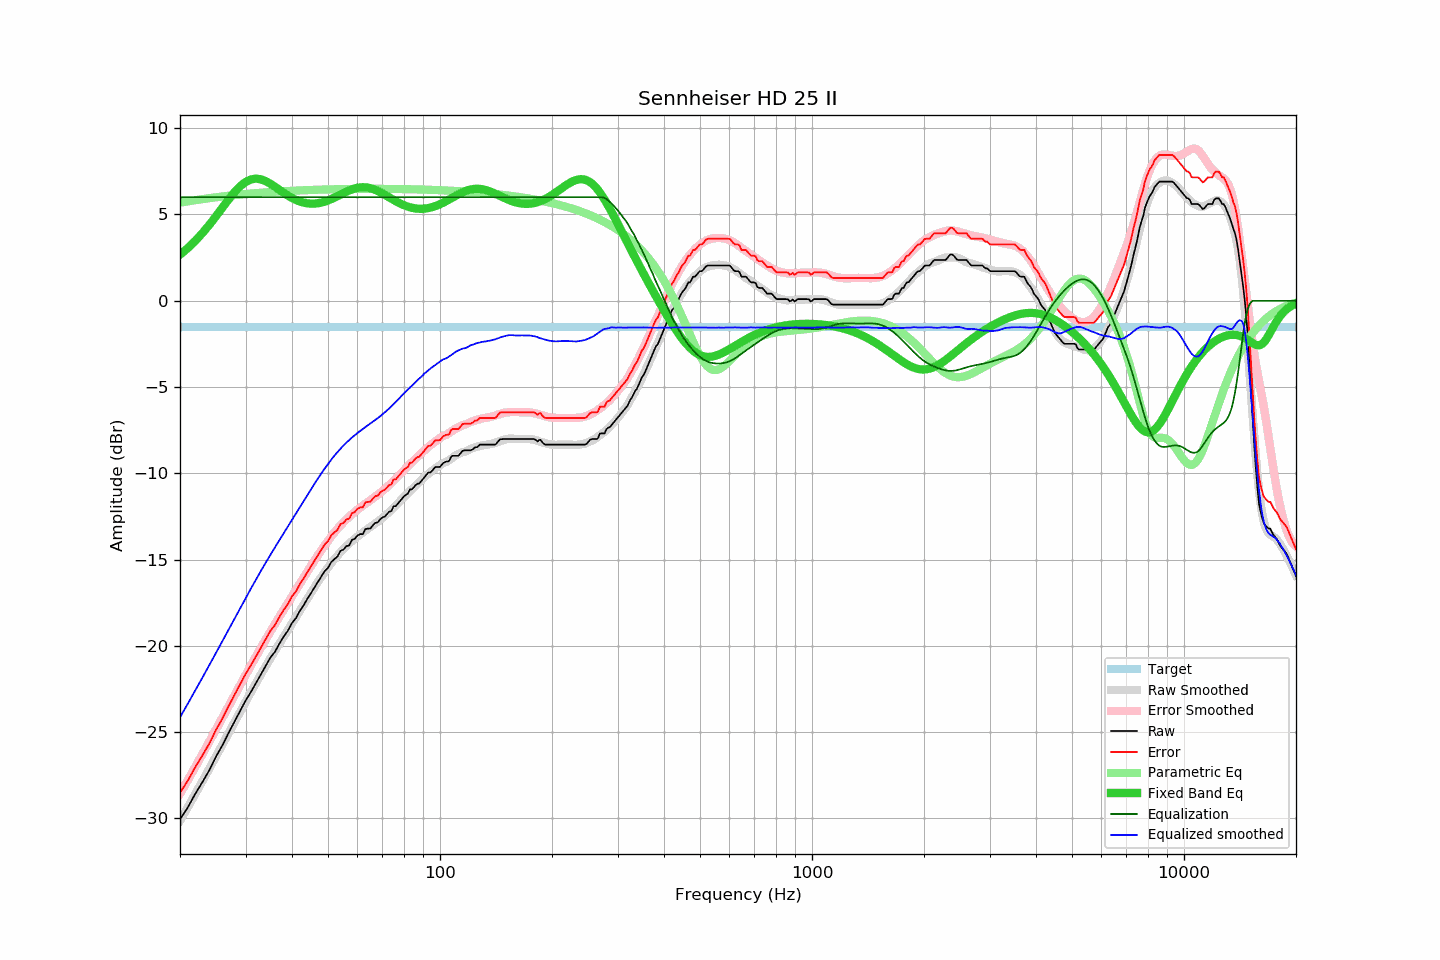 Sennheiser HD 25 II
10
5
0
−5
−10
−15
−20
−25
−30
Amplitude (dBr)
100
1000
10000
Frequency (Hz)
Target
Raw Smoothed
Error Smoothed
Raw
Error
Parametric Eq
Fixed Band Eq
Equalization
Equalized smoothed